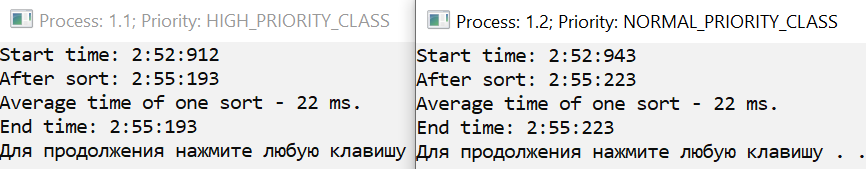 Process: 1.1; Priority: HIGH_PRIORITY_CLASS
Start time: 2:52:912
After sort: 2:55:193
Average time of one sort - 22 ms.
End time: 2:55:193
Для продолжения нажмите любую клавишу
Process: 1.2; Priority: NORMAL_PRIORITY_CLASS
Start time: 2:52:943
After sort: 2:55:223
Average time of one sort - 22 ms.
End time: 2:55:223
Для продолжения нажмите любую клавишу . .